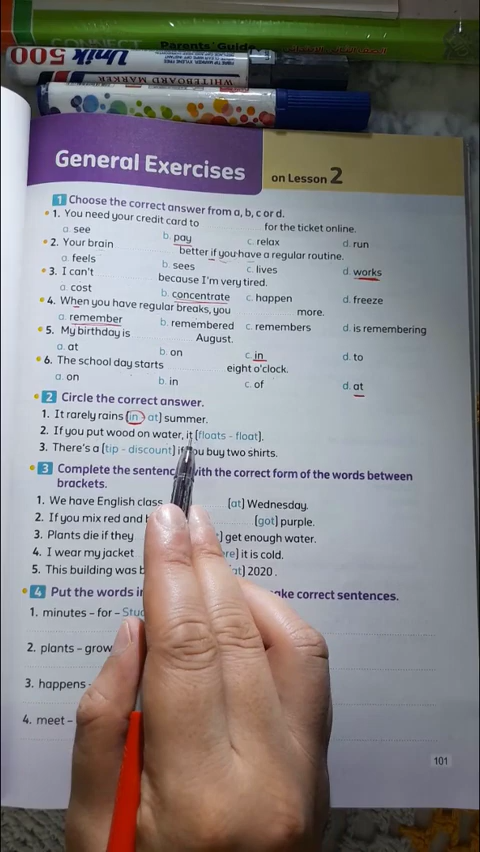 CONNECT Parents' Guide
Unik 500
WHITEBOARD MARKER
General Exercises on Lesson 2
1 Choose the correct answer from a, b, c or d.
1. You need your credit card to for the ticket online.
a. see b. pay c. relax d. run
2. Your brain better if you have a regular routine.
a. feels b. sees c. lives d. works
3. I can't because I'm very tired.
a. cost b. concentrate c. happen d. freeze
4. When you have regular breaks, you more.
a. remember b. remembered c. remembers d. is remembering
5. My birthday is August.
a. at b. on c. in d. to
6. The school day starts eight o'clock.
a. on b. in c. of d. at
2 Circle the correct answer.
1. It rarely rains [in - at] summer.
2. If you put wood on water, it [floats - float].
3. There's a [tip - discount] if you buy two shirts.
3 Complete the sentenc with the correct form of the words between
brackets.
1. We have English class [at] Wednesday.
2. If you mix red and b [got] purple.
3. Plants die if they ] get enough water.
4. I wear my jacket re] it is cold.
5. This building was b at] 2020.
4 Put the words in ake correct sentences.
1. minutes – for – Stud
2. plants – grow
3. happens
4. meet –
101